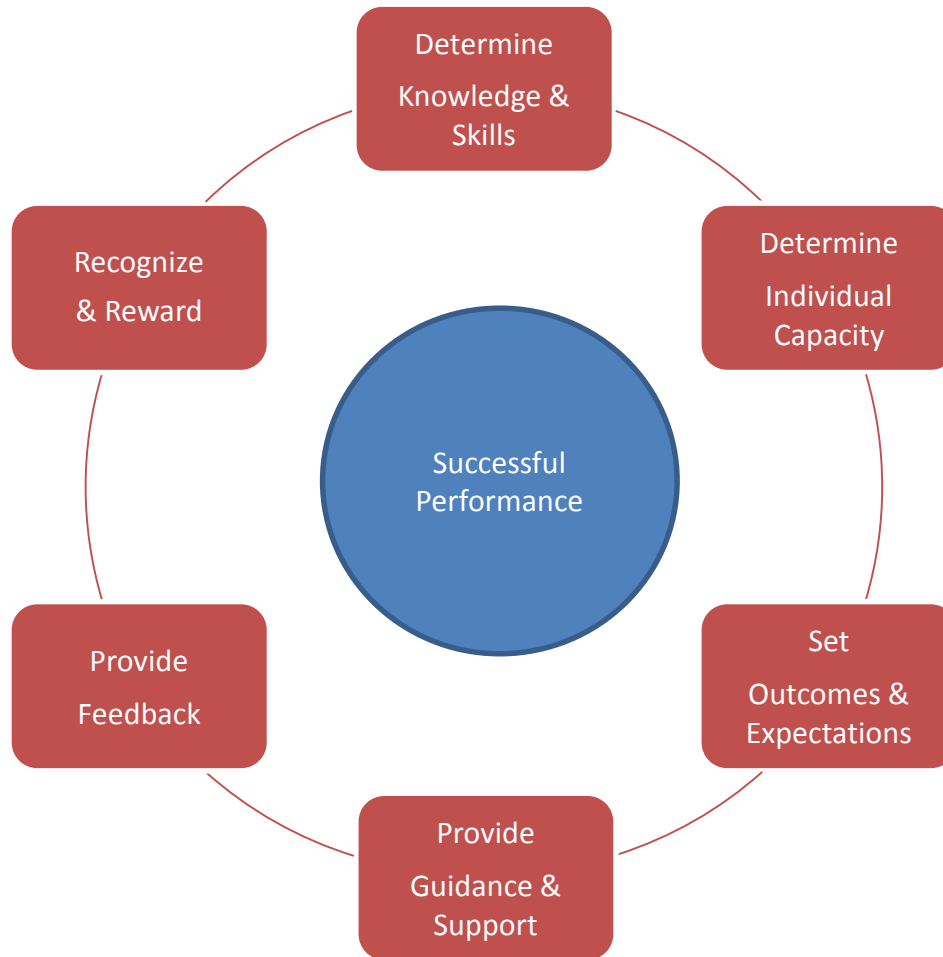 Determine
Knowledge &
Skills
Determine
Individual
Capacity
Set
Outcomes &
Expectations
Provide
Guidance &
Support
Provide
Feedback
Recognize
& Reward
Successful
Performance